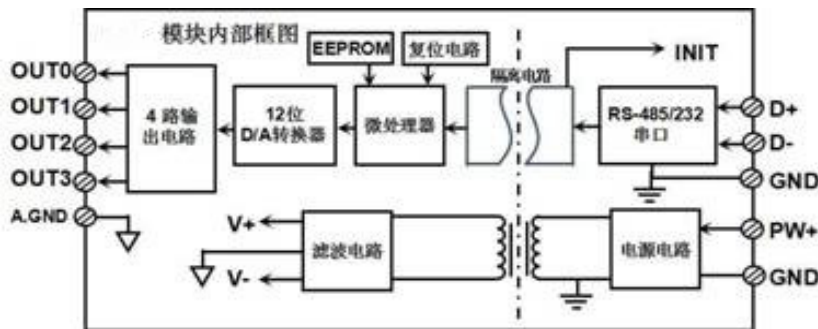 模块内部框图
EEPROM
复位电路
隔离电路
INIT
OUT0
OUT1
OUT2
OUT3
A.GND
4 路输
出电路
12位
D/A转换器
微处理器
RS-485/232
串口
D+
D-
GND
V+
V-
滤波电路
电源电路
PW+
GND